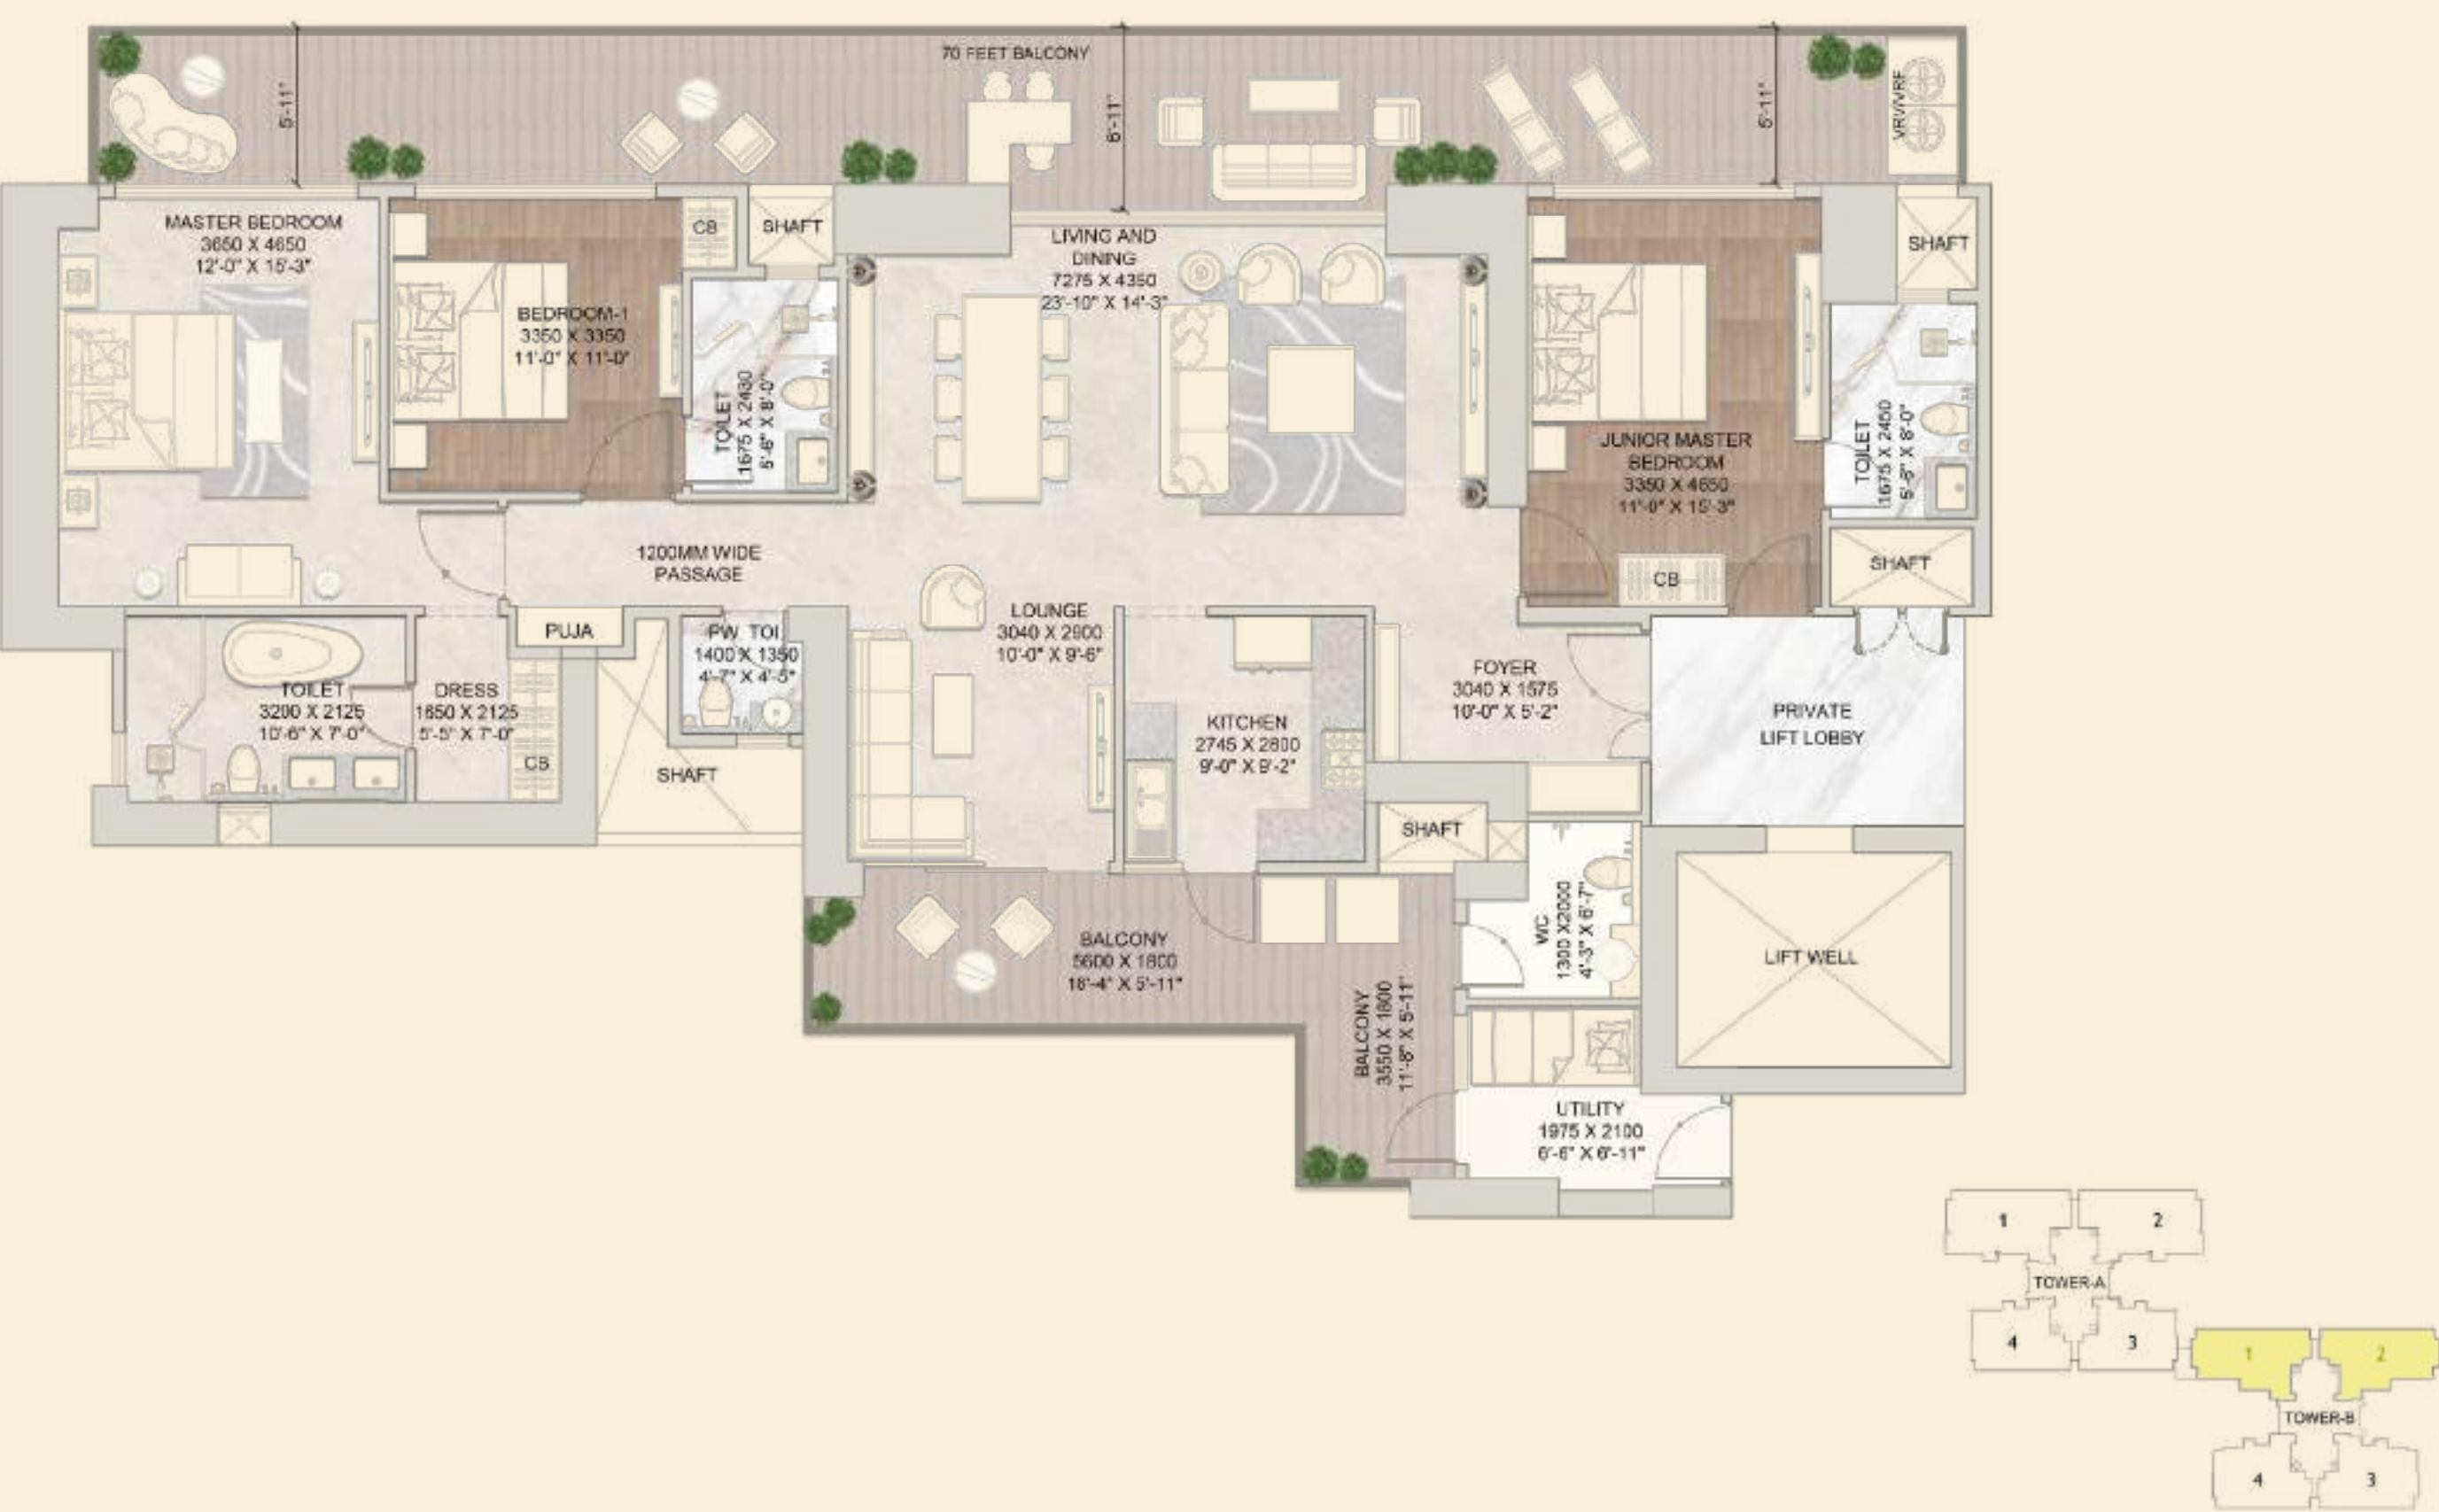 70 FEET BALCONY
5'-11"
6'-11"
5'-11"
VRV/VRF
MASTER BEDROOM
3650 X 4650
12'-0" X 15'-3"
CB
SHAFT
BEDROOM-1
3350 X 3350
11'-0" X 11'-0"
TOILET
1675 X 2430
5'-6" X 8'-0"
LIVING AND
DINING
7275 X 4350
23'-10" X 14'-3"
JUNIOR MASTER
BEDROOM
3350 X 4650
11'-0" X 15'-3"
CB
SHAFT
TOILET
1675 X 2450
5'-6" X 8'-0"
SHAFT
1200MM WIDE
PASSAGE
PUJA
PW. TOI.
1400 X 1350
4'-7" X 4'-5"
LOUNGE
3040 X 2900
10'-0" X 9'-6"
TOILET
3200 X 2125
10'-6" X 7'-0"
DRESS
1650 X 2125
5'-5" X 7'-0"
CB
SHAFT
KITCHEN
2745 X 2800
9'-0" X 9'-2"
FOYER
3040 X 1575
10'-0" X 5'-2"
PRIVATE
LIFT LOBBY
SHAFT
WC
1300 X2000
4'-3" X 6'-7"
LIFT WELL
BALCONY
5600 X 1800
18'-4" X 5'-11"
BALCONY
3550 X 1800
11'-8" X 5'-11"
UTILITY
1975 X 2100
6'-6" X 6'-11"
1
2
TOWER-A
4
3
1
2
TOWER-B
4
3